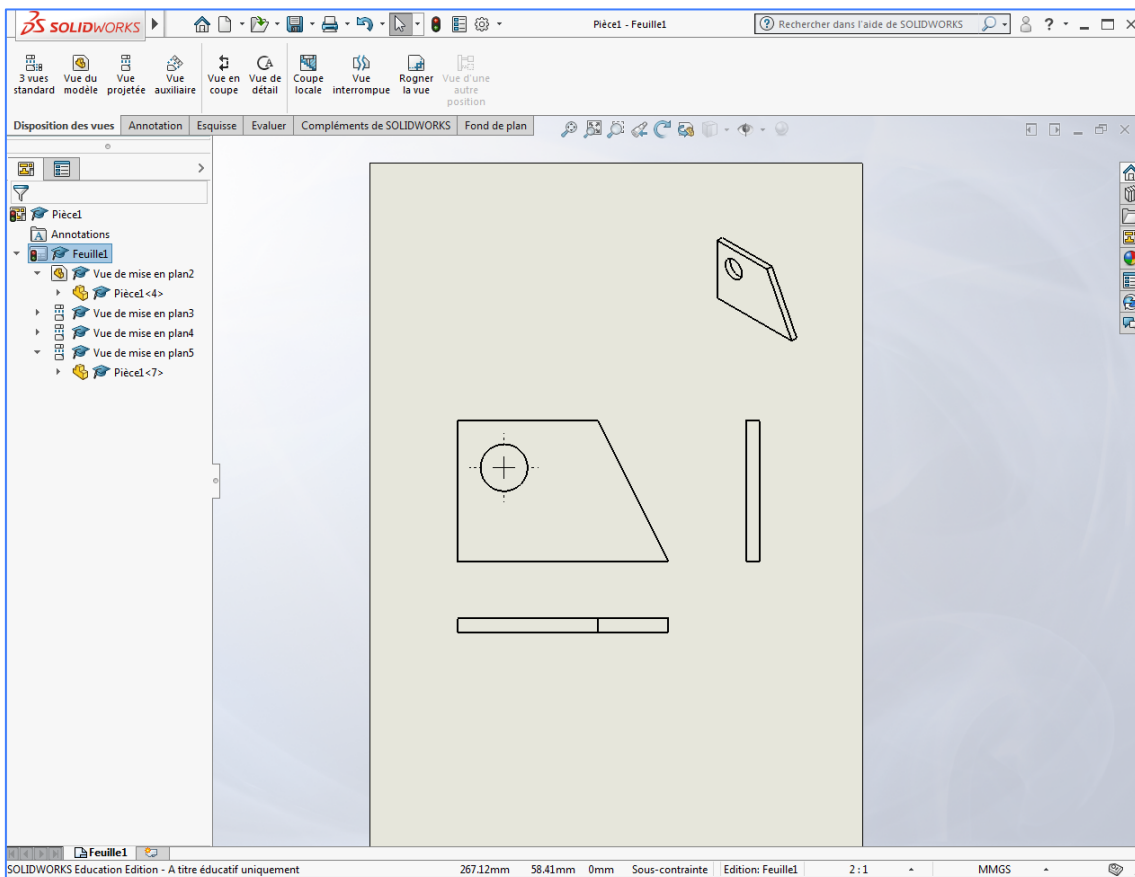 SOLIDWORKS
Pièce1 - Feuille1
Rechercher dans l'aide de SOLIDWORKS
?
3 vues standard
Vue du modèle
Vue projetée
Vue auxiliaire
Vue en coupe
Vue de détail
Coupe locale
Vue interrompue
Rogner la vue
Vue d'une autre position
Disposition des vues
Annotation
Esquisse
Evaluer
Compléments de SOLIDWORKS
Fond de plan
Pièce1
Annotations
Feuille1
Vue de mise en plan2
Pièce1<4>
Vue de mise en plan3
Vue de mise en plan4
Vue de mise en plan5
Pièce1<7>
Feuille1
SOLIDWORKS Education Edition - A titre éducatif uniquement
267.12mm 58.41mm 0mm Sous-contrainte Edition: Feuille1 2:1 MMGS